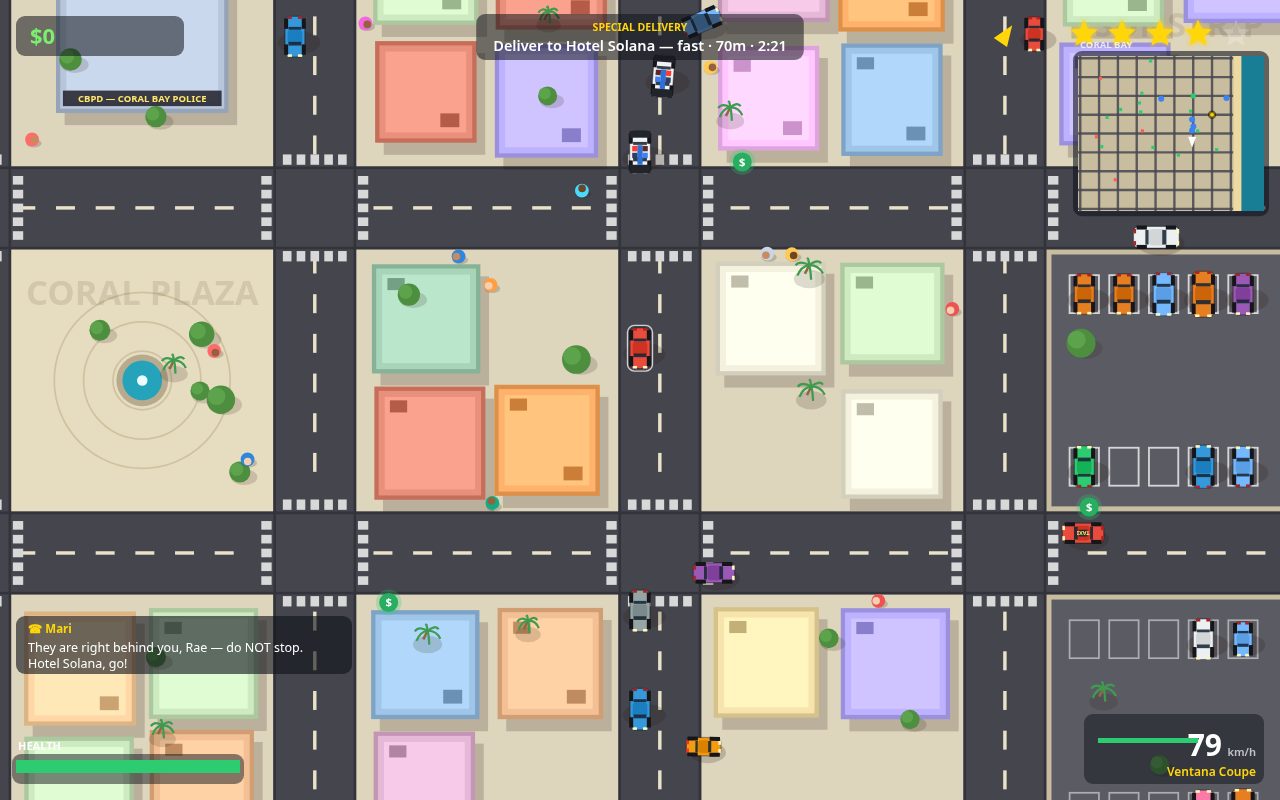 $0
SPECIAL DELIVERY
Deliver to Hotel Solana — fast · 70m · 2:21
CORAL BAY
CBPD — CORAL BAY POLICE
$
CORAL PLAZA
$
TAXI
$
☎ Mari
They are right behind you, Rae — do NOT stop.
Hotel Solana, go!
HEALTH
79 km/h
Ventana Coupe